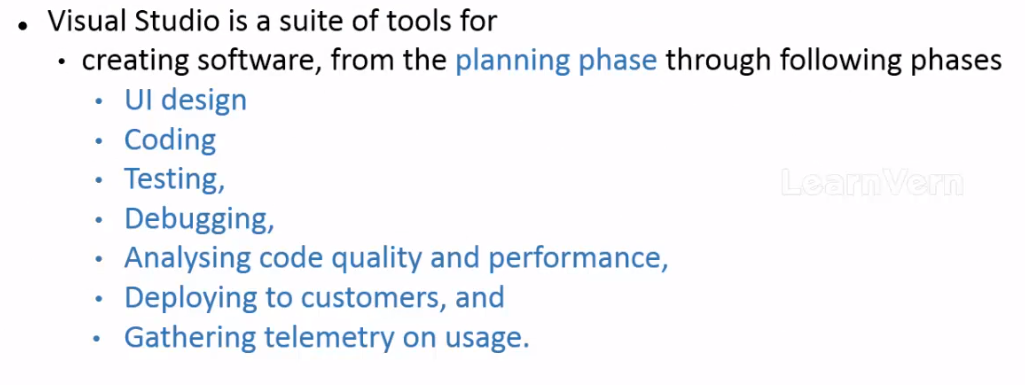 • Visual Studio is a suite of tools for
• creating software, from the planning phase through following phases
• UI design
• Coding
• Testing,
LearnVern
• Debugging,
• Analysing code quality and performance,
• Deploying to customers, and
• Gathering telemetry on usage.